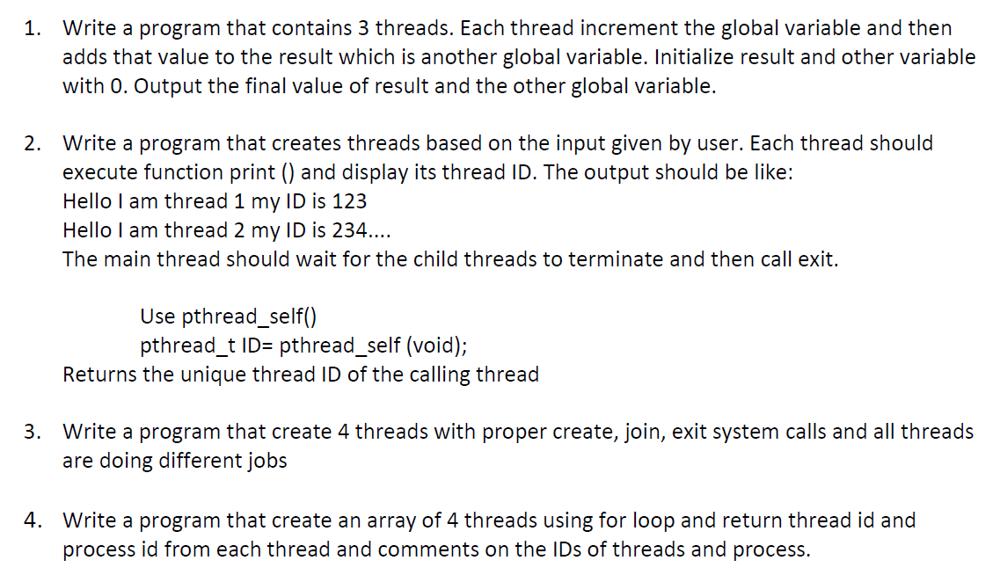 1. Write a program that contains 3 threads. Each thread increment the global variable and then
adds that value to the result which is another global variable. Initialize result and other variable
with 0. Output the final value of result and the other global variable.
2. Write a program that creates threads based on the input given by user. Each thread should
execute function print () and display its thread ID. The output should be like:
Hello I am thread 1 my ID is 123
Hello I am thread 2 my ID is 234....
The main thread should wait for the child threads to terminate and then call exit.
Use pthread_self()
pthread_t ID= pthread_self (void);
Returns the unique thread ID of the calling thread
3. Write a program that create 4 threads with proper create, join, exit system calls and all threads
are doing different jobs
4. Write a program that create an array of 4 threads using for loop and return thread id and
process id from each thread and comments on the IDs of threads and process.